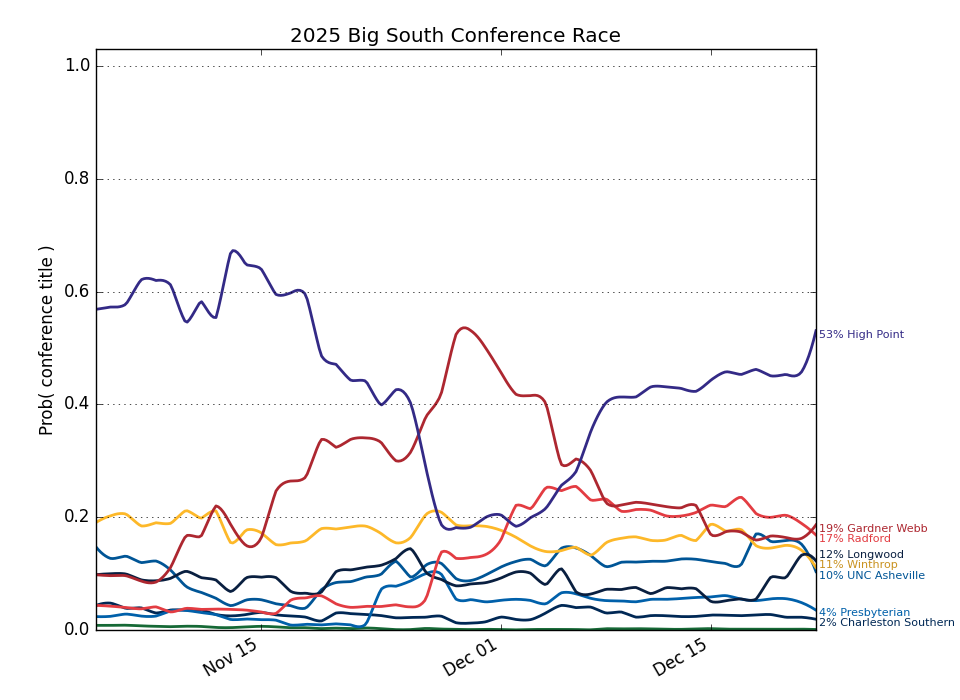 2025 Big South Conference Race
Prob( conference title )
1.0
0.8
0.6
0.4
0.2
0.0
Nov 15
Dec 01
Dec 15
53% High Point
19% Gardner Webb
17% Radford
12% Longwood
11% Winthrop
10% UNC Asheville
4% Presbyterian
2% Charleston Southern